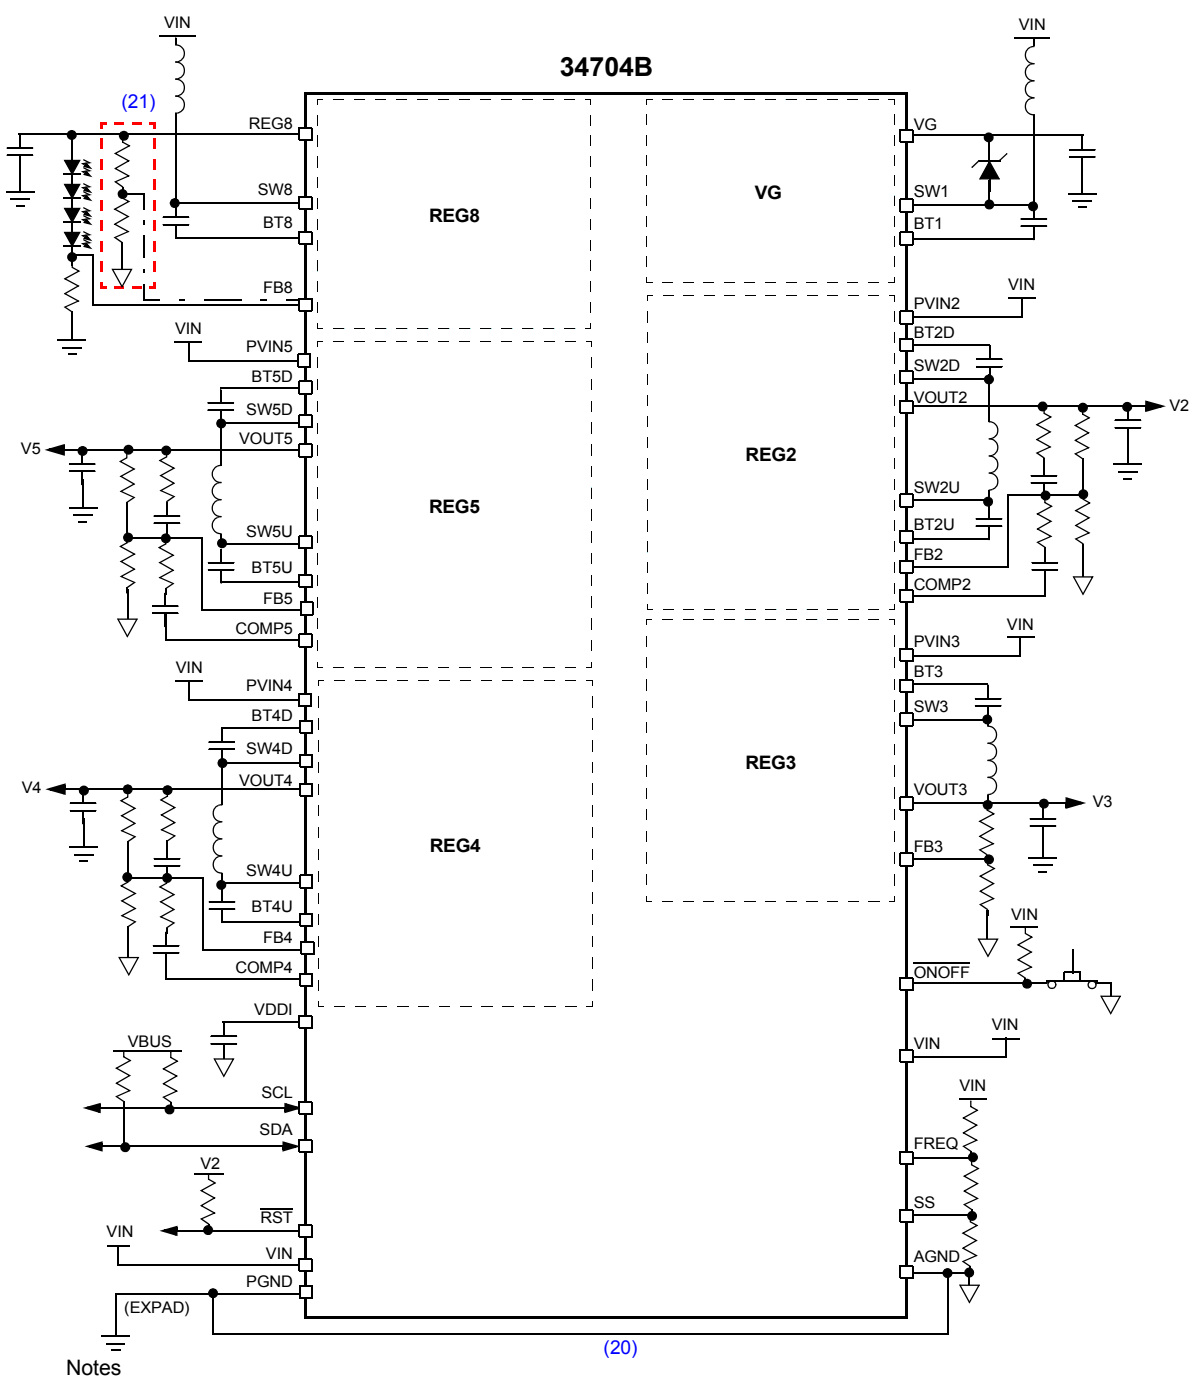 VIN
VIN
34704B
(21)
REG8
VG
SW8
BT8
FB8
REG8
VG
SW1
BT1
VIN
PVIN5
BT5D
SW5D
VOUT5
V5
SW5U
BT5U
FB5
COMP5
REG5
VIN
PVIN2
BT2D
SW2D
VOUT2
V2
SW2U
BT2U
FB2
COMP2
REG2
VIN
PVIN4
BT4D
SW4D
VOUT4
V4
SW4U
BT4U
FB4
COMP4
REG4
VIN
PVIN3
BT3
SW3
VOUT3
V3
FB3
REG3
VIN
ONOFF
VDDI
VBUS
SCL
SDA
V2
RST
VIN
VIN
PGND
(EXPAD)
VIN
VIN
VIN
FREQ
SS
AGND
(20)
Notes